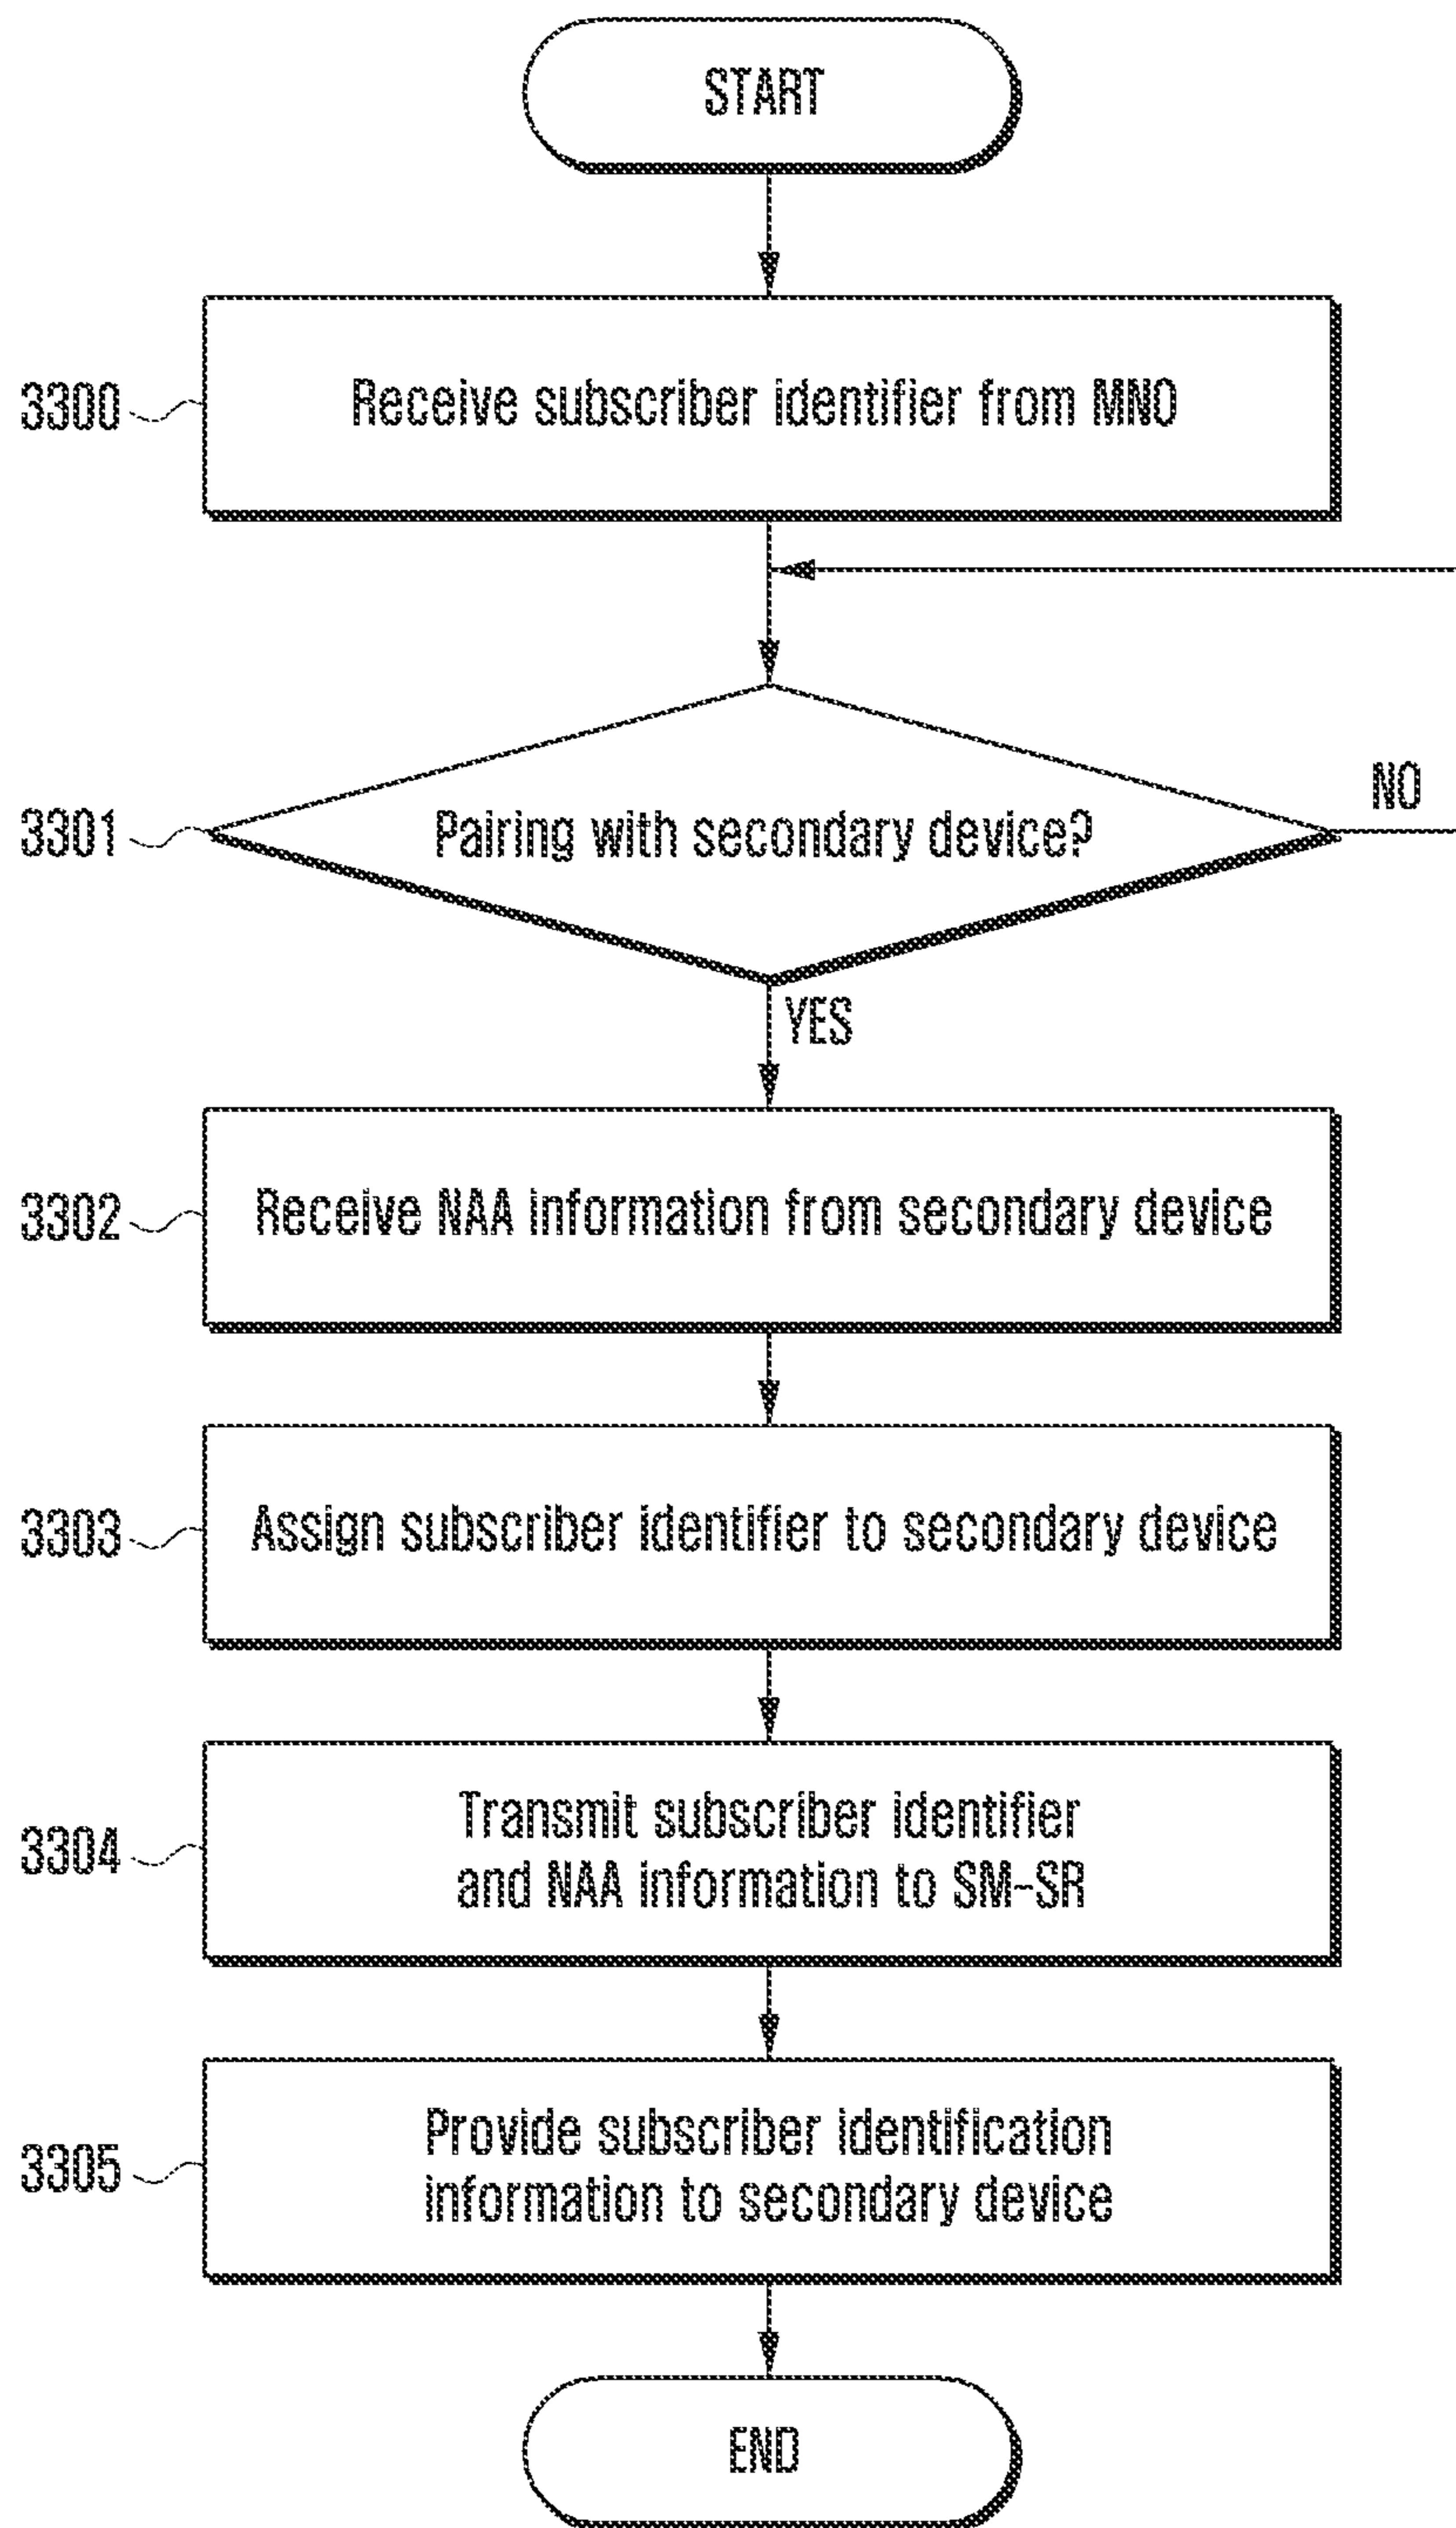 START
3300
Receive subscriber identifier from MNO
3301
Pairing with secondary device?
NO
YES
3302
Receive NAA information from secondary device
3303
Assign subscriber identifier to secondary device
3304
Transmit subscriber identifier
and NAA information to SM-SR
3305
Provide subscriber identification
information to secondary device
END